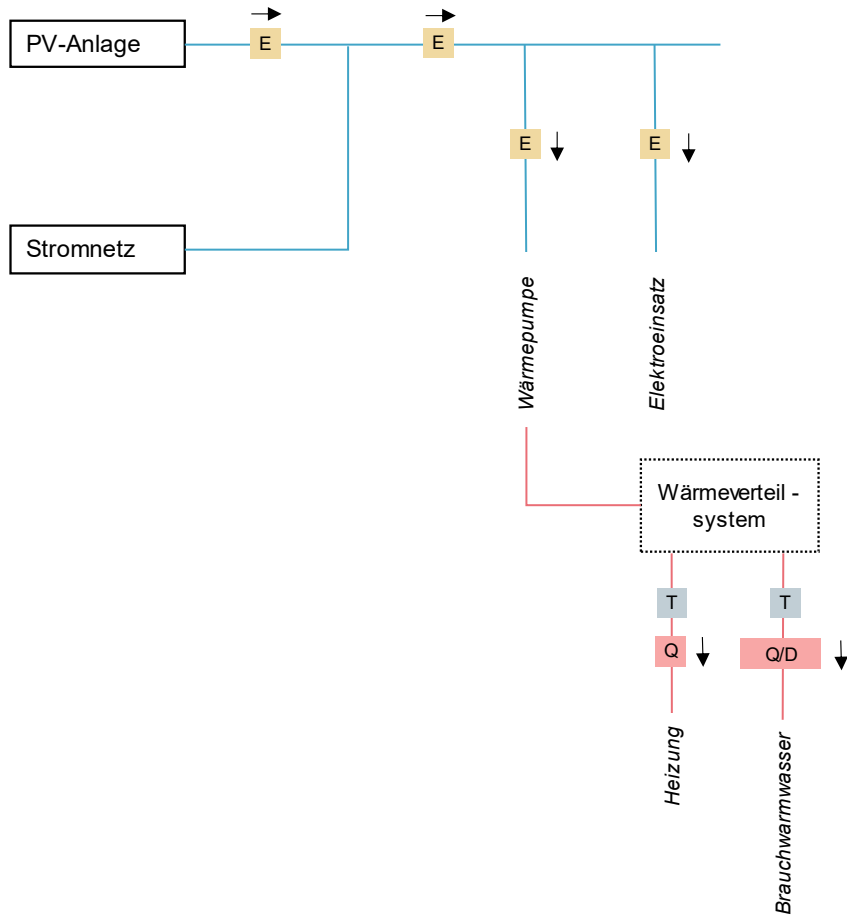 PV-Anlage
E
E
E
E
Stromnetz
Wärmepumpe
Elektroeinsatz
Wärmeverteil -
system
T
T
Q
Q/D
Heizung
Brauchwarmwasser